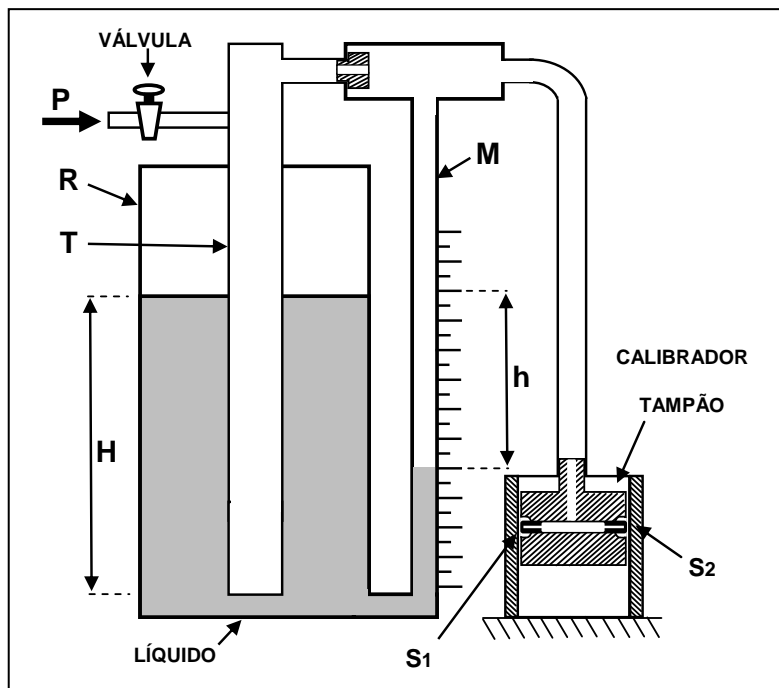 VÁLVULA
P
M
R
T
H
h
CALIBRADOR
TAMPÃO
S2
S1
LÍQUIDO